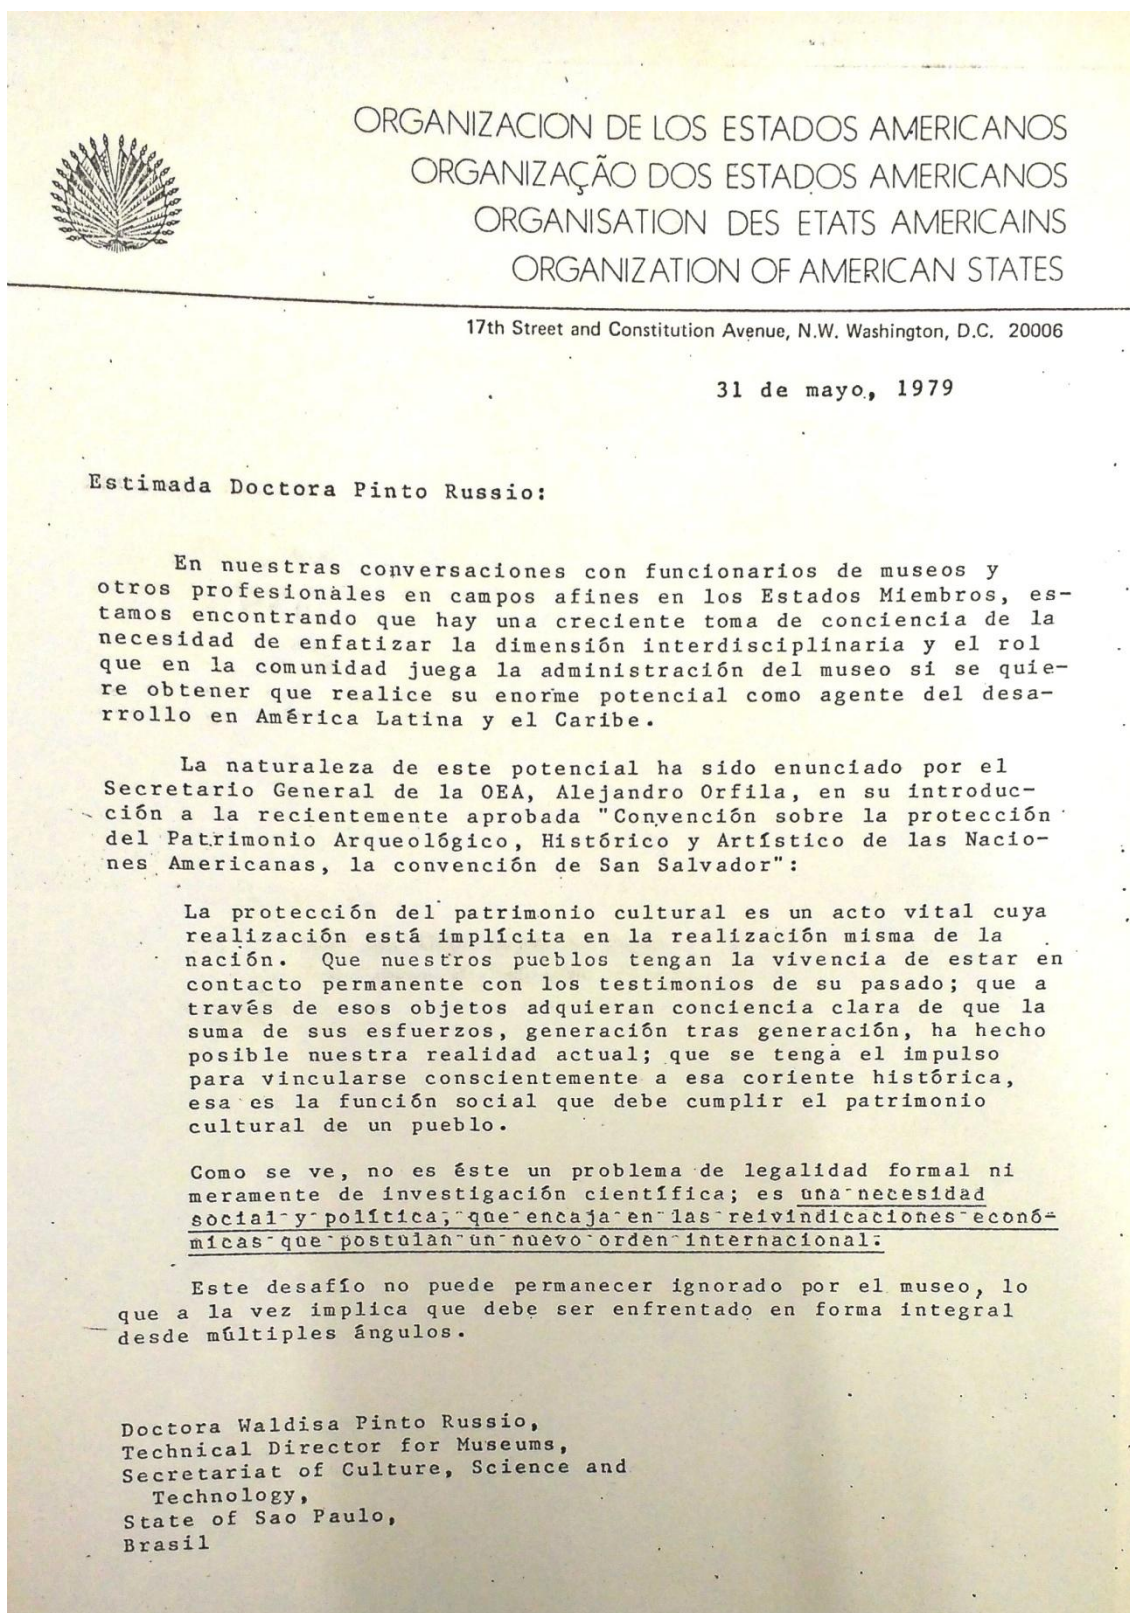 ORGANIZACION DE LOS ESTADOS AMERICANOS
ORGANIZAÇÃO DOS ESTADOS AMERICANOS
ORGANISATION DES ETATS AMERICAINS
ORGANIZATION OF AMERICAN STATES
17th Street and Constitution Avenue, N.W. Washington, D.C. 20006
31 de mayo, 1979
Estimada Doctora Pinto Russio:
En nuestras conversaciones con funcionarios de museos y
otros profesionales en campos afines en los Estados Miembros, es-
tamos encontrando que hay una creciente toma de conciencia de la
necesidad de enfatizar la dimensión interdisciplinaria y el rol
que en la comunidad juega la administración del museo si se quie-
re obtener que realice su enorme potencial como agente del desa-
rrollo en América Latina y el Caribe.
La naturaleza de este potencial ha sido enunciado por el
Secretario General de la OEA, Alejandro Orfila, en su introduc-
ción a la recientemente aprobada "Convención sobre la protección
del Patrimonio Arqueológico, Histórico y Artístico de las Nacio-
nes Americanas, la convención de San Salvador":
La protección del patrimonio cultural es un acto vital cuya
realización está implícita en la realización misma de la
nación. Que nuestros pueblos tengan la vivencia de estar en
contacto permanente con los testimonios de su pasado; que a
través de esos objetos adquieran conciencia clara de que la
suma de sus esfuerzos, generación tras generación, ha hecho
posible nuestra realidad actual; que se tenga el impulso
para vincularse conscientemente a esa coriente histórica,
esa es la función social que debe cumplir el patrimonio
cultural de un pueblo.
Como se ve, no es éste un problema de legalidad formal ni
meramente de investigación científica; es una necesidad
social y política, que encaja en las reivindicaciones econó-
micas que postulan un nuevo orden internacional.
Este desafío no puede permanecer ignorado por el museo, lo
que a la vez implica que debe ser enfrentado en forma integral
desde múltiples ángulos.
Doctora Waldisa Pinto Russio,
Technical Director for Museums,
Secretariat of Culture, Science and
Technology,
State of Sao Paulo,
Brasil